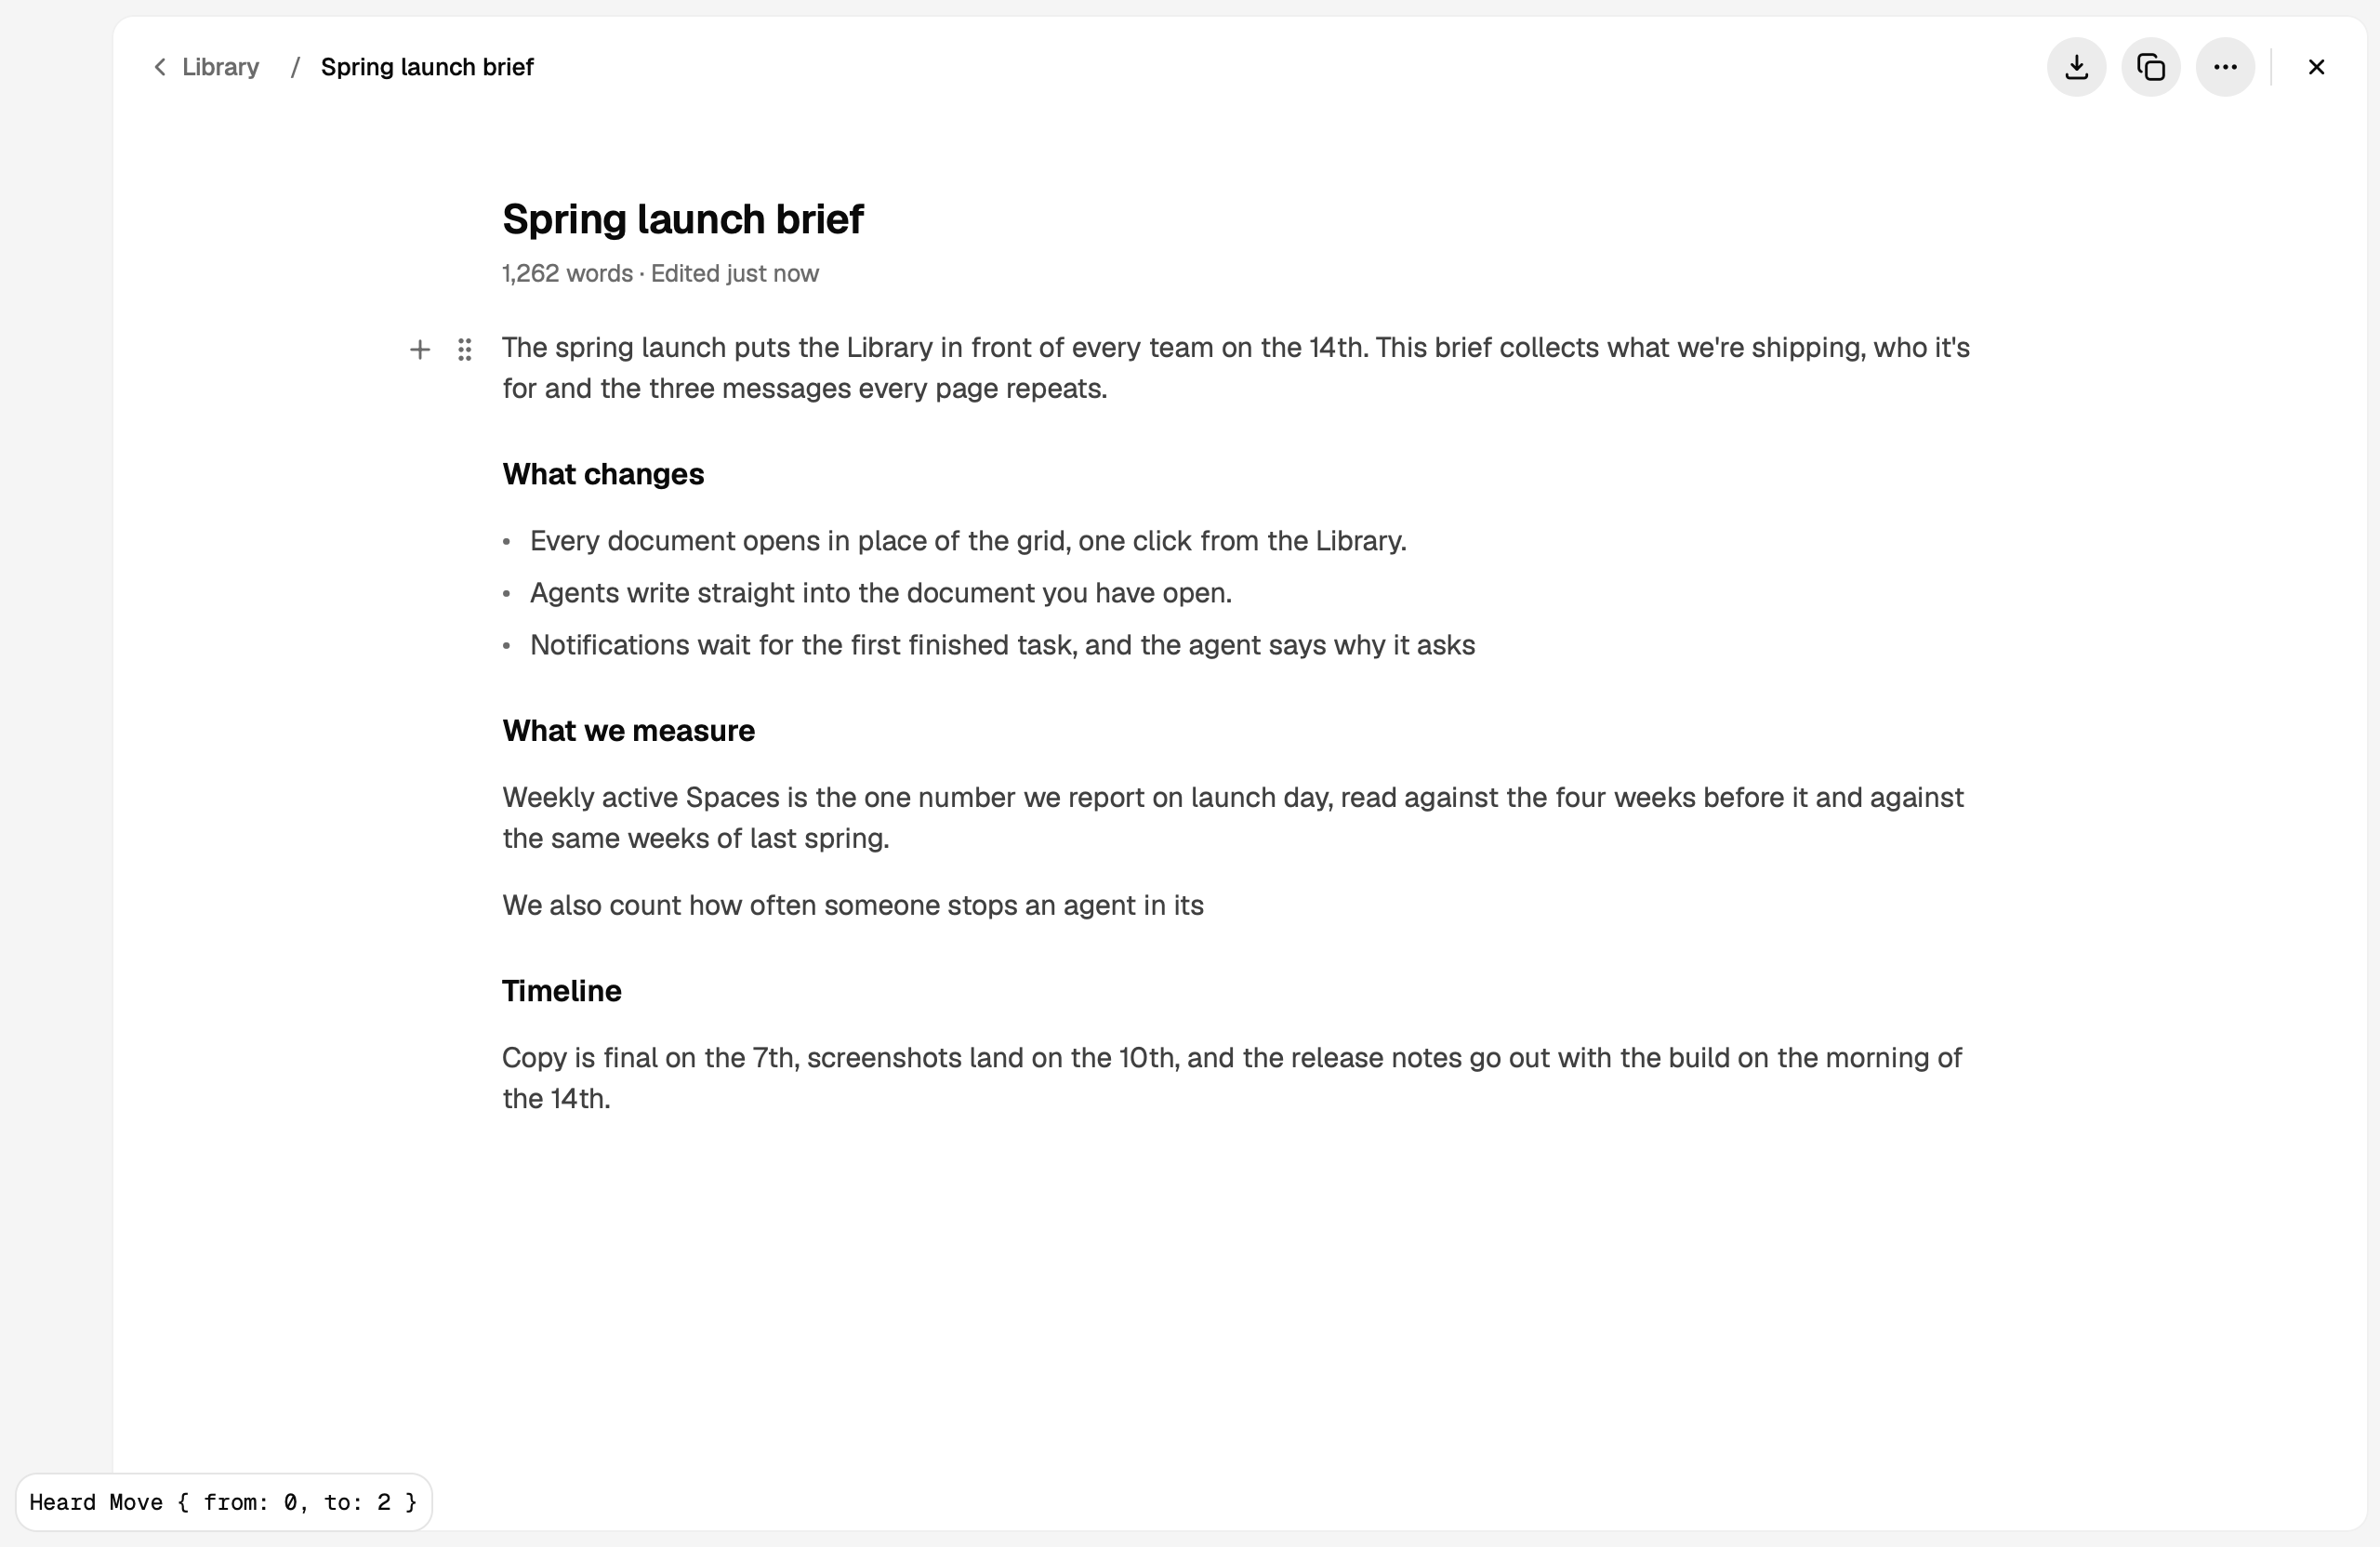 Library / Spring launch brief
Spring launch brief
1,262 words · Edited just now
The spring launch puts the Library in front of every team on the 14th. This brief collects what we're shipping, who it's
for and the three messages every page repeats.
What changes
• Every document opens in place of the grid, one click from the Library.
• Agents write straight into the document you have open.
• Notifications wait for the first finished task, and the agent says why it asks
What we measure
Weekly active Spaces is the one number we report on launch day, read against the four weeks before it and against
the same weeks of last spring.
We also count how often someone stops an agent in its
Timeline
Copy is final on the 7th, screenshots land on the 10th, and the release notes go out with the build on the morning of
the 14th.
Heard Move { from: 0, to: 2 }